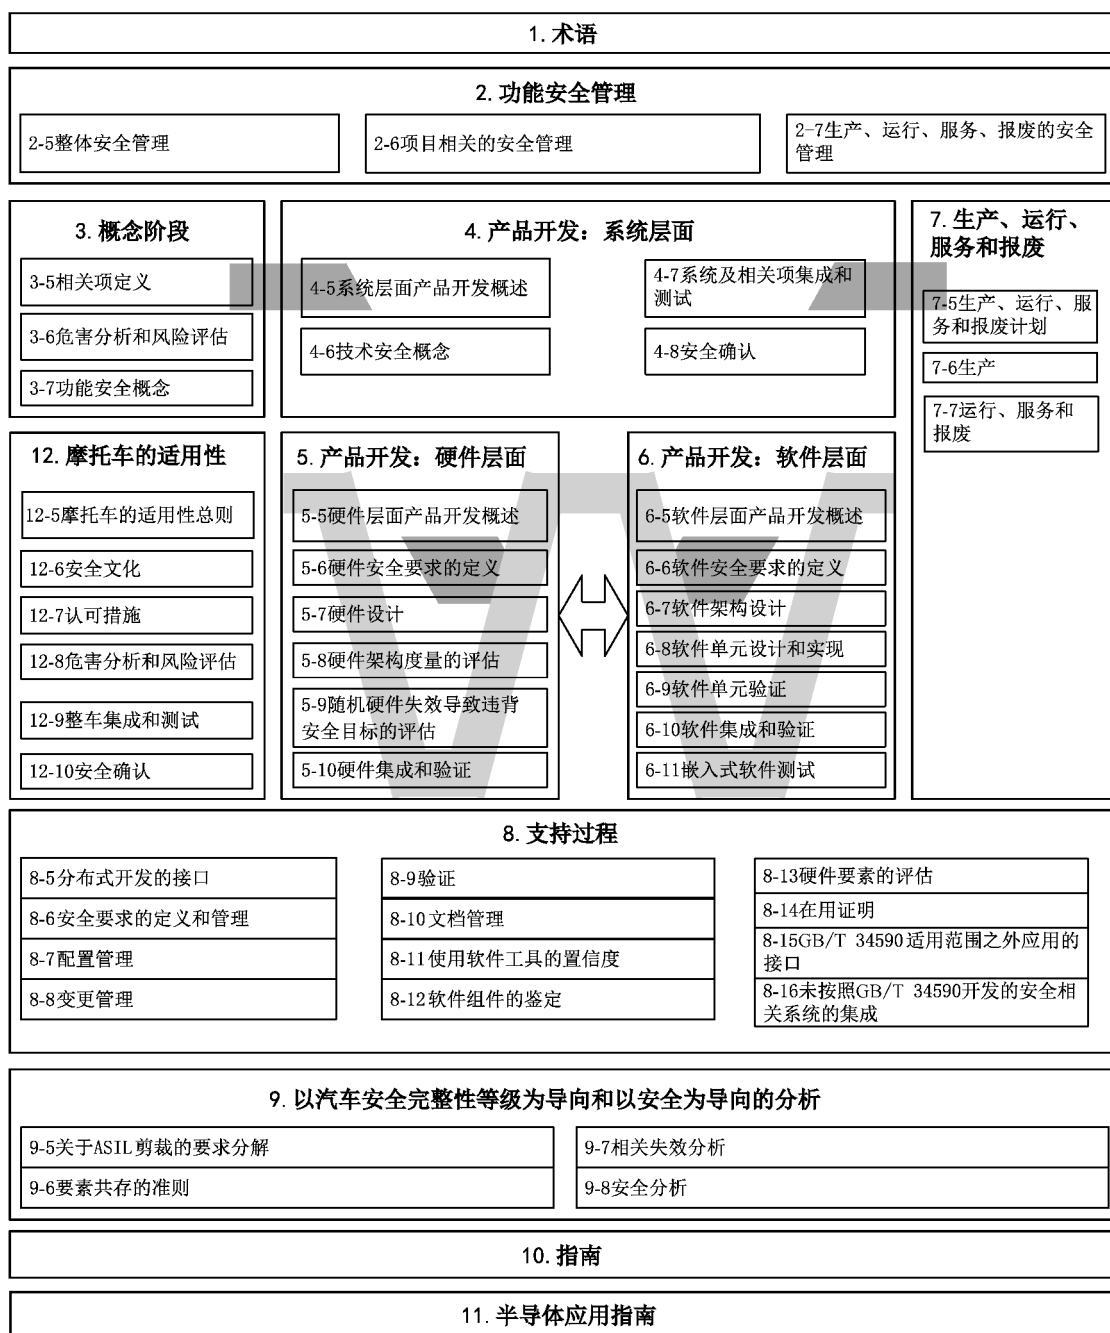 1. 术语
2. 功能安全管理
2-5整体安全管理
2-6项目相关的安全管理
2-7生产、运行、服务、报废的安全
管理
3. 概念阶段
3-5相关项定义
3-6危害分析和风险评估
3-7功能安全概念
4. 产品开发：系统层面
4-5系统层面产品开发概述
4-6技术安全概念
4-7系统及相关项集成和
测试
4-8安全确认
7. 生产、运行、
服务和报废
7-5生产、运行、服
务和报废计划
7-6生产
7-7运行、服务和
报废
12. 摩托车的适用性
12-5摩托车的适用性总则
12-6安全文化
12-7认可措施
12-8危害分析和风险评估
12-9整车集成和测试
12-10安全确认
5. 产品开发：硬件层面
5-5硬件层面产品开发概述
5-6硬件安全要求的定义
5-7硬件设计
5-8硬件架构度量的评估
5-9随机硬件失效导致违背
安全目标的评估
5-10硬件集成和验证
6. 产品开发：软件层面
6-5软件层面产品开发概述
6-6软件安全要求的定义
6-7软件架构设计
6-8软件单元设计和实现
6-9软件单元验证
6-10软件集成和验证
6-11嵌入式软件测试
8. 支持过程
8-5分布式开发的接口
8-6安全要求的定义和管理
8-7配置管理
8-8变更管理
8-9验证
8-10文档管理
8-11使用软件工具的置信度
8-12软件组件的鉴定
8-13硬件要素的评估
8-14在用证明
8-15GB/T 34590适用范围之外应用的
接口
8-16未按照GB/T 34590开发的安全相
关系统的集成
9. 以汽车安全完整性等级为导向和以安全为导向的分析
9-5关于ASIL剪裁的要求分解
9-6要素共存的准则
9-7相关失效分析
9-8安全分析
10. 指南
11. 半导体应用指南